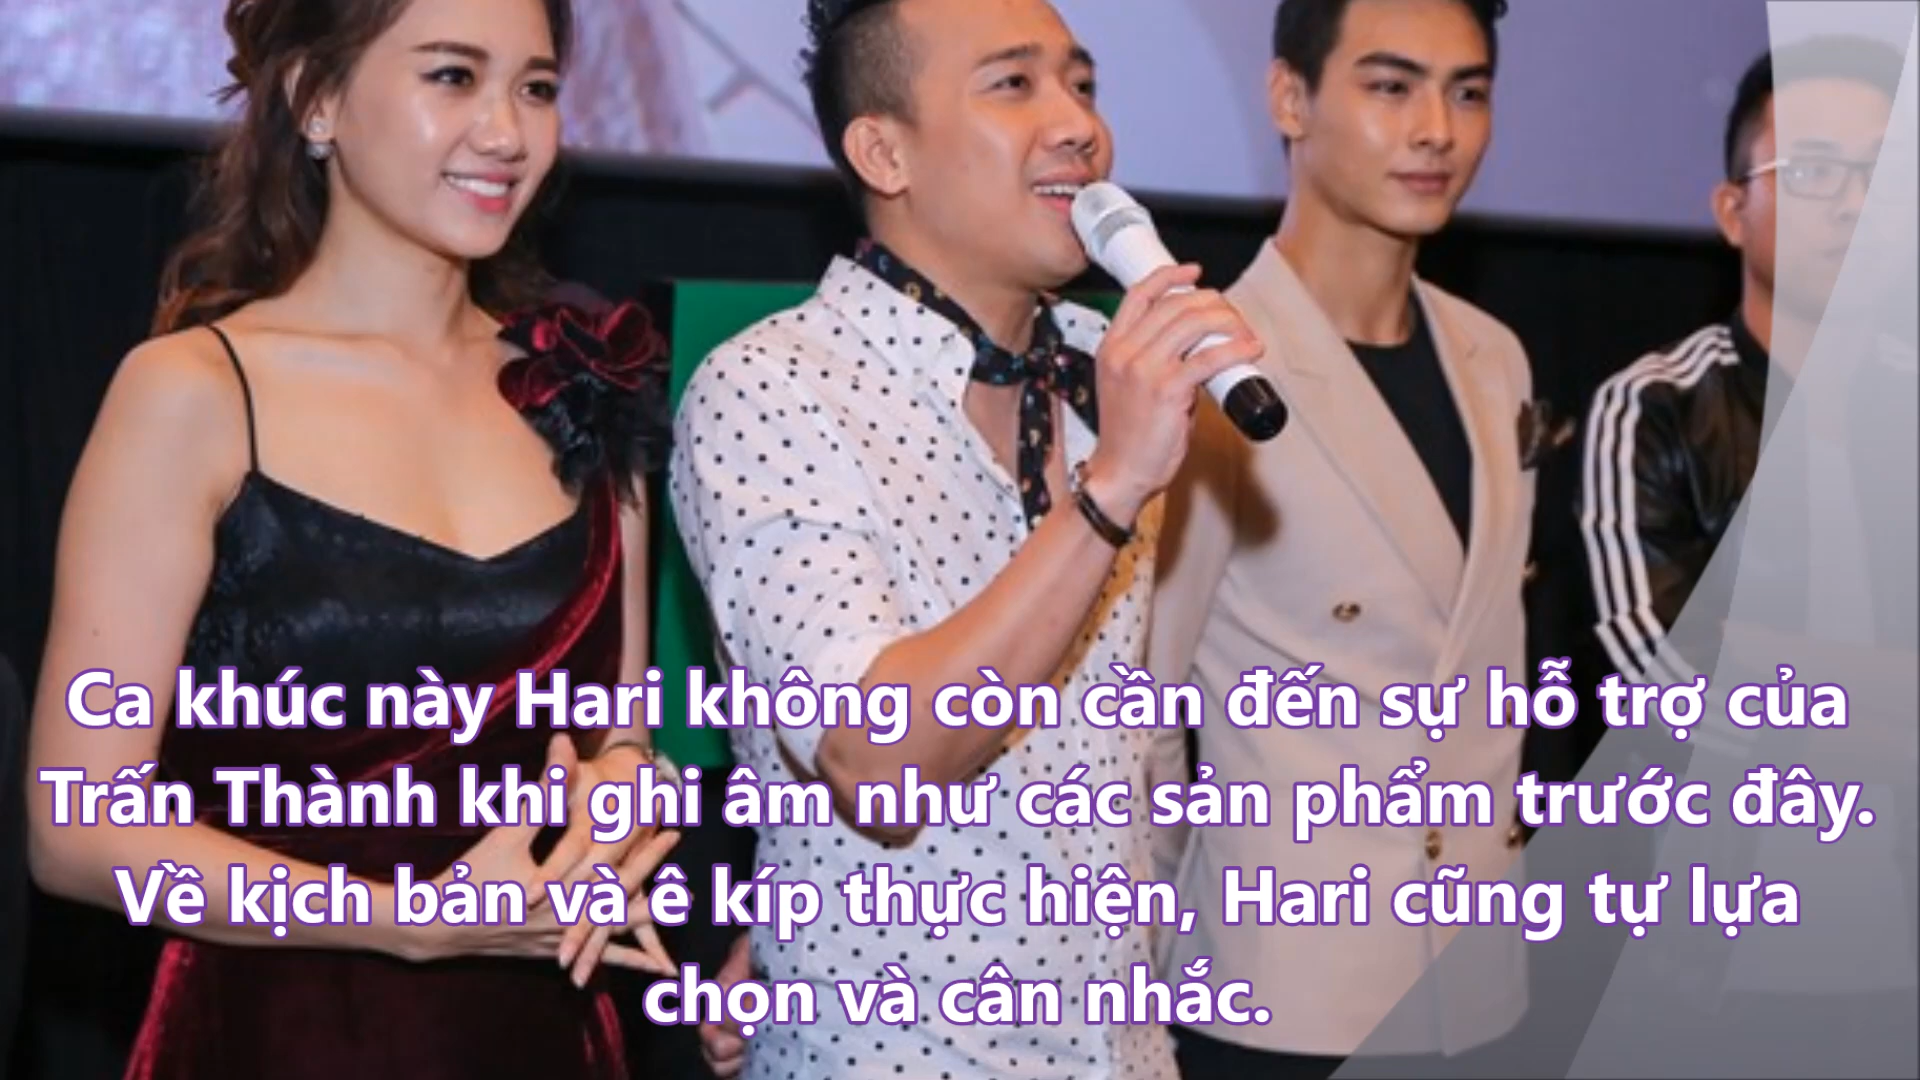 Ca khúc này Hari không còn cần đến sự hỗ trợ của
Trấn Thành khi ghi âm như các sản phẩm trước đây.
Về kịch bản và ê kíp thực hiện, Hari cũng tự lựa
chọn và cân nhắc.